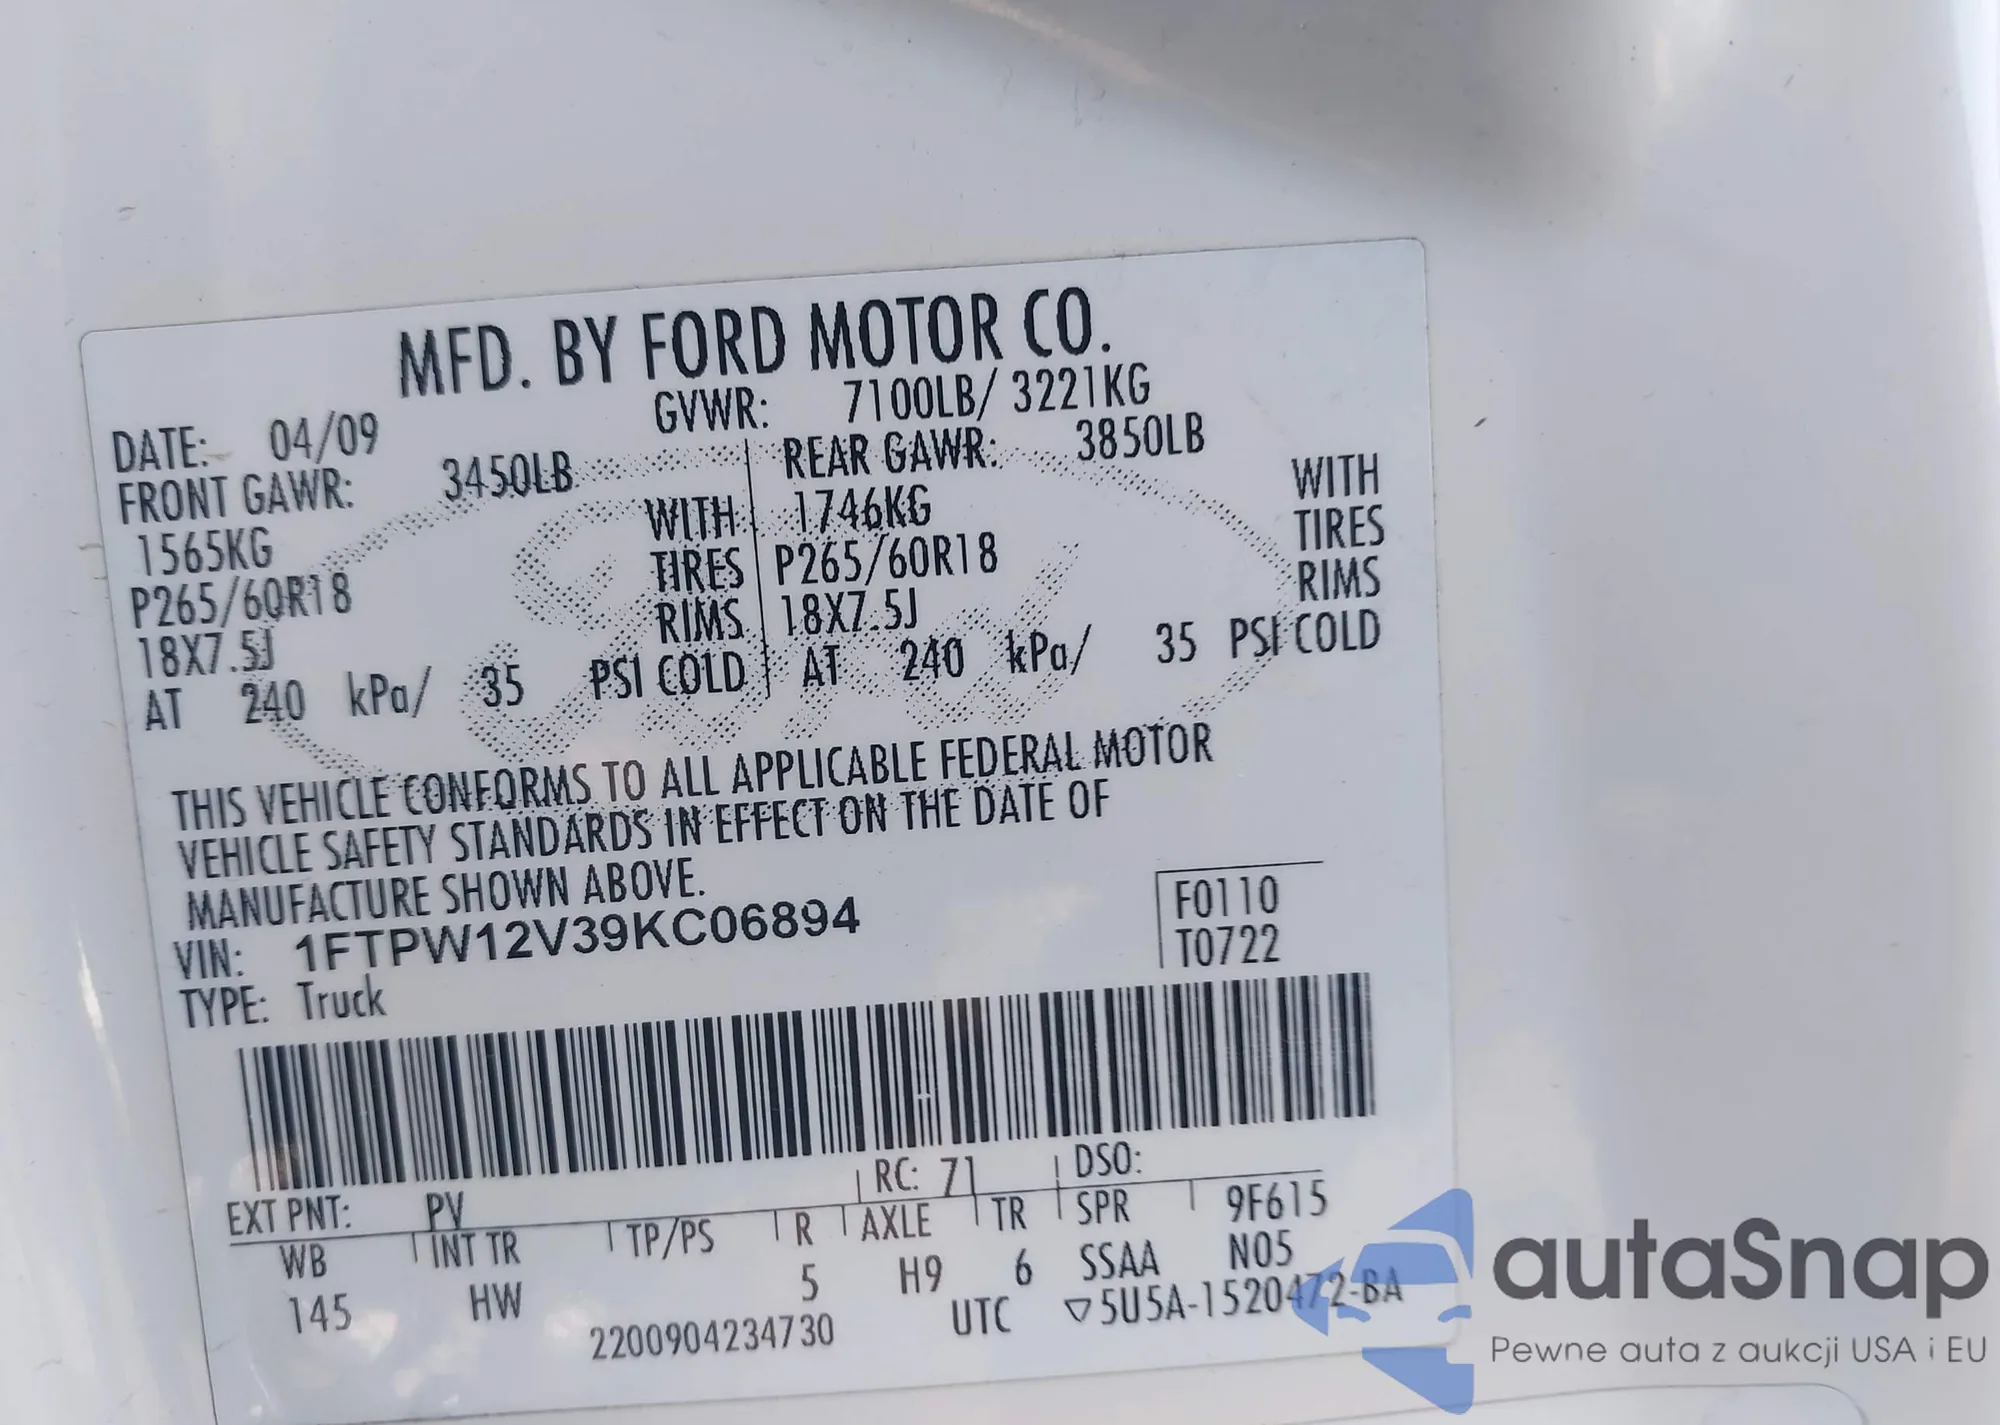 MFD. BY FORD MOTOR CO.
DATE: 04/09
GVWR: 7100LB/ 3221KG
FRONT GAWR: 3450LB
1565KG WITH
P265/60R18 TIRES
18X7.5J RIMS
AT 240 kPa/ 35 PSI COLD
REAR GAWR: 3850LB
1746KG WITH
P265/60R18 TIRES
18X7.5J RIMS
AT 240 kPa/ 35 PSI COLD
THIS VEHICLE CONFORMS TO ALL APPLICABLE FEDERAL MOTOR
VEHICLE SAFETY STANDARDS IN EFFECT ON THE DATE OF
MANUFACTURE SHOWN ABOVE.
VIN: 1FTPW12V39KC06894
TYPE: Truck
F0110
T0722
EXT PNT: PV RC: 71 DSO:
WB INT TR TP/PS R AXLE TR SPR 9F615
145 HW 5 H9 6 SSAA N05
2200904234730 UTC ▽5U5A-1520472-BA
autaSnap
Pewne auta z aukcji USA i EU